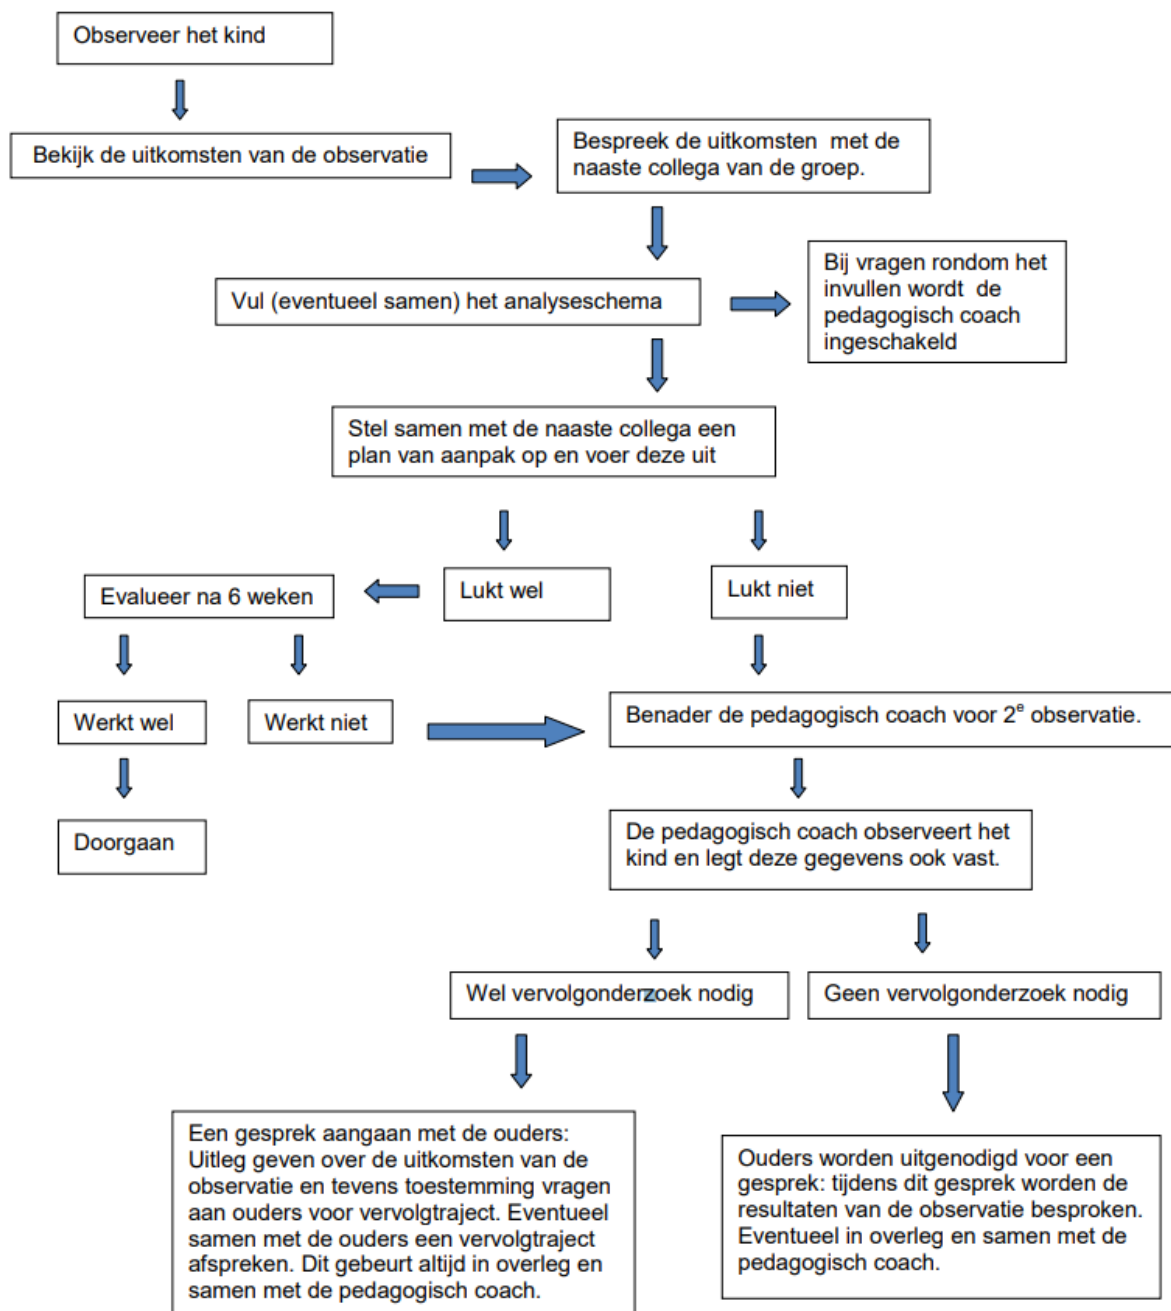 Observeer het kind
Bekijk de uitkomsten van de observatie
Bespreek de uitkomsten met de
naaste collega van de groep.
Vul (eventueel samen) het analyseschema
Bij vragen rondom het
invullen wordt de
pedagogisch coach
ingeschakeld
Stel samen met de naaste collega een
plan van aanpak op en voer deze uit
Evalueer na 6 weken
Lukt wel
Lukt niet
Werkt wel
Werkt niet
Benader de pedagogisch coach voor 2e observatie.
Doorgaan
De pedagogisch coach observeert het
kind en legt deze gegevens ook vast.
Wel vervolgonderzoek nodig
Geen vervolgonderzoek nodig
Een gesprek aangaan met de ouders:
Uitleg geven over de uitkomsten van de
observatie en tevens toestemming vragen
aan ouders voor vervolgtraject. Eventueel
samen met de ouders een vervolgtraject
afspreken. Dit gebeurt altijd in overleg en
samen met de pedagogisch coach.
Ouders worden uitgenodigd voor een
gesprek: tijdens dit gesprek worden de
resultaten van de observatie besproken.
Eventueel in overleg en samen met de
pedagogisch coach.